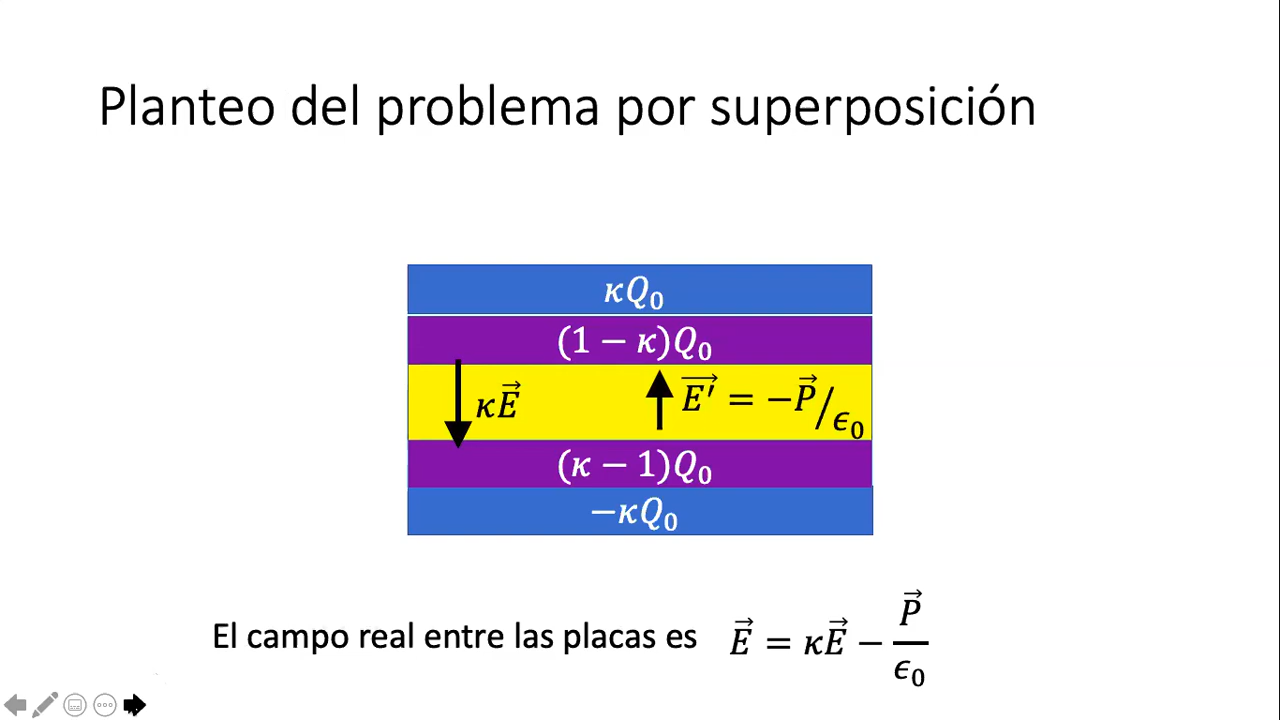 Planteo del problema por superposición
κQ₀
(1 − κ)Q₀
κE⃗
E′⃗ = −P⃗/ϵ₀
(κ − 1)Q₀
−κQ₀
El campo real entre las placas es E⃗ = κE⃗ − P⃗/ϵ₀